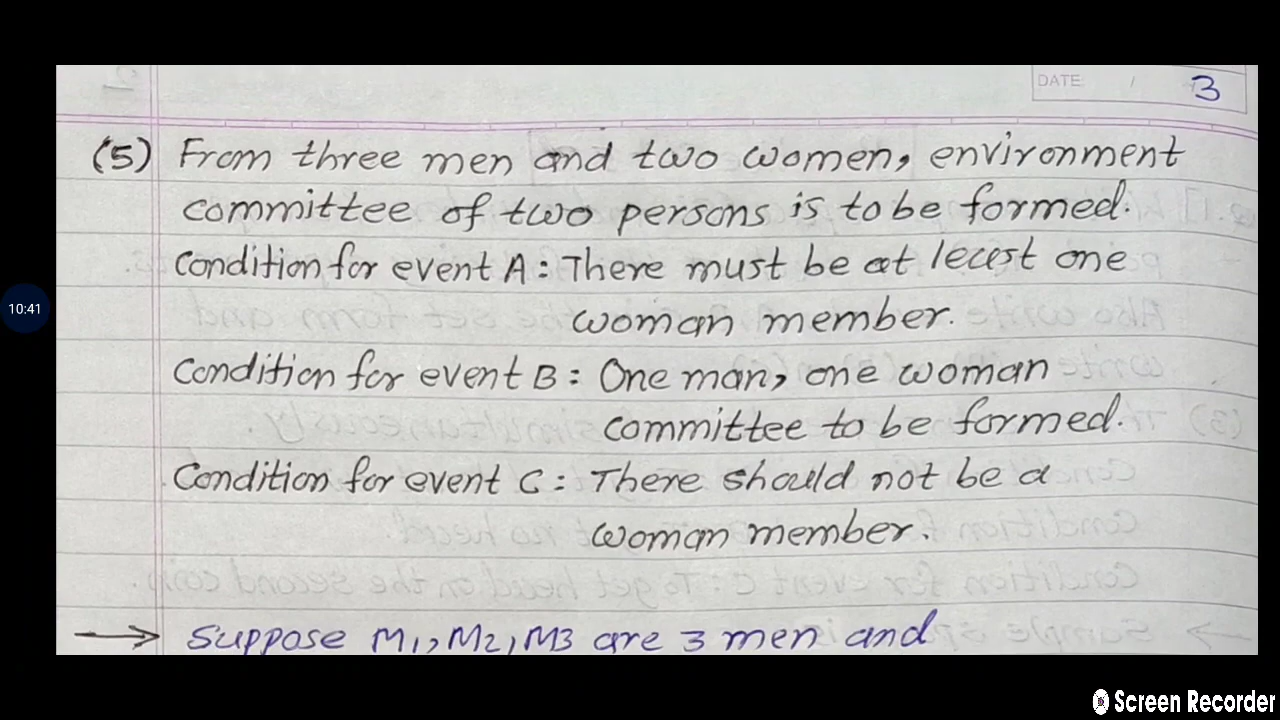 DATE / 3
(5) From three men and two women, environment
committee of two persons is to be formed.
Condition for event A : There must be at least one
woman member.
Condition for event B : One man, one woman
committee to be formed.
Condition for event C : There should not be a
woman member.
10:41
→ Suppose M1, M2, M3 are 3 men and
Screen Recorder